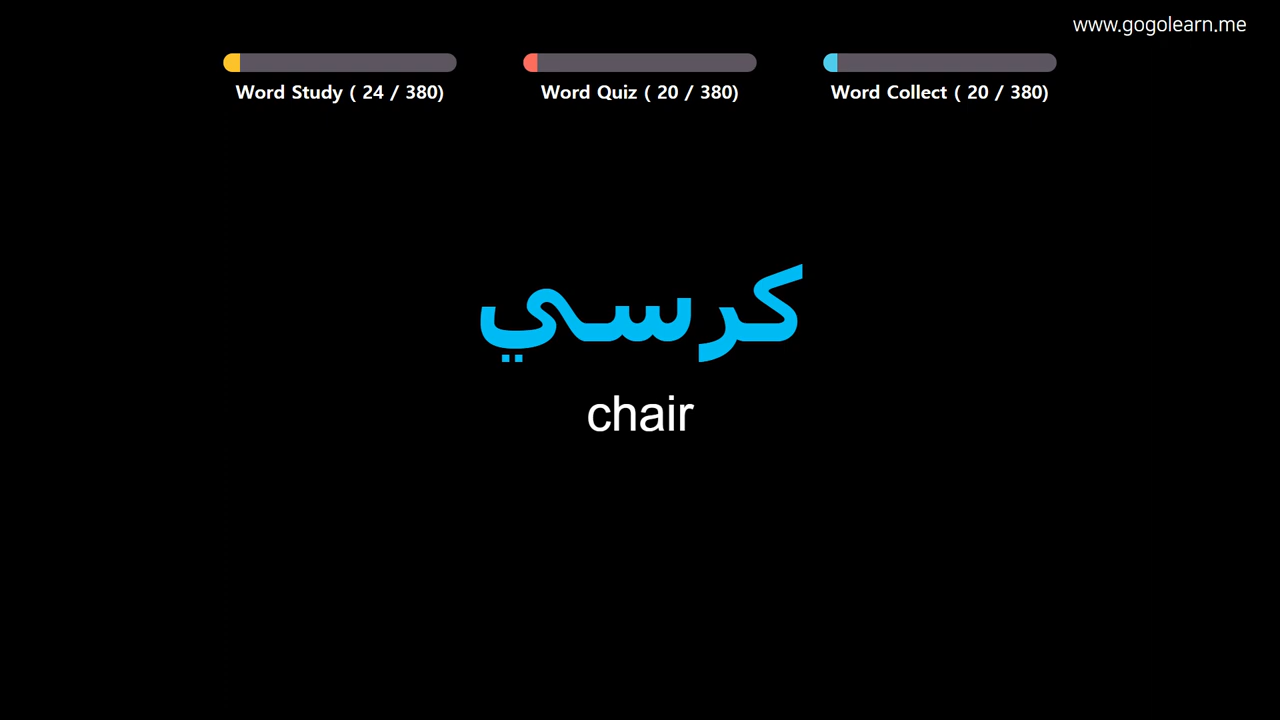 www.gogolearn.me
Word Study ( 24 / 380)
Word Quiz ( 20 / 380)
Word Collect ( 20 / 380)
كرسي
chair